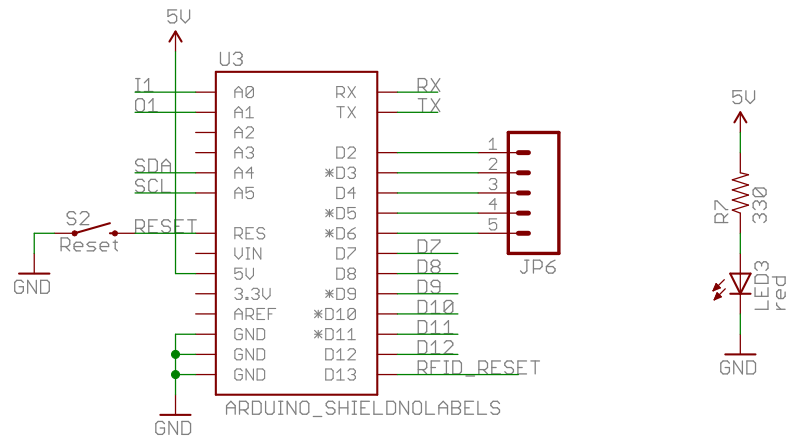 5V
U3
I1
A0
RX
RX
O1
A1
TX
TX
A2
A3
D2
1
SDA
A4
*D3
2
SCL
A5
D4
3
*D5
4
S2
RESET
RES
*D6
5
Reset
VIN
D7
D7
JP6
GND
5V
D8
D8
3.3V
*D9
D9
AREF
*D10
D10
GND
*D11
D11
GND
D12
D12
GND
D13
RFID_RESET
ARDUINO_SHIELDNOLABELS
GND
5V
R7
330
LED3
red
GND